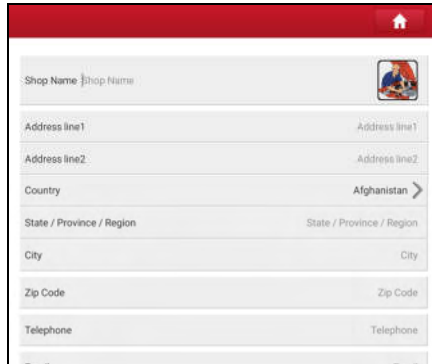 Shop Name Shop Name
Address line1 Address line1
Address line2 Address line2
Country Afghanistan
State / Province / Region State / Province / Region
City City
Zip Code Zip Code
Telephone Telephone